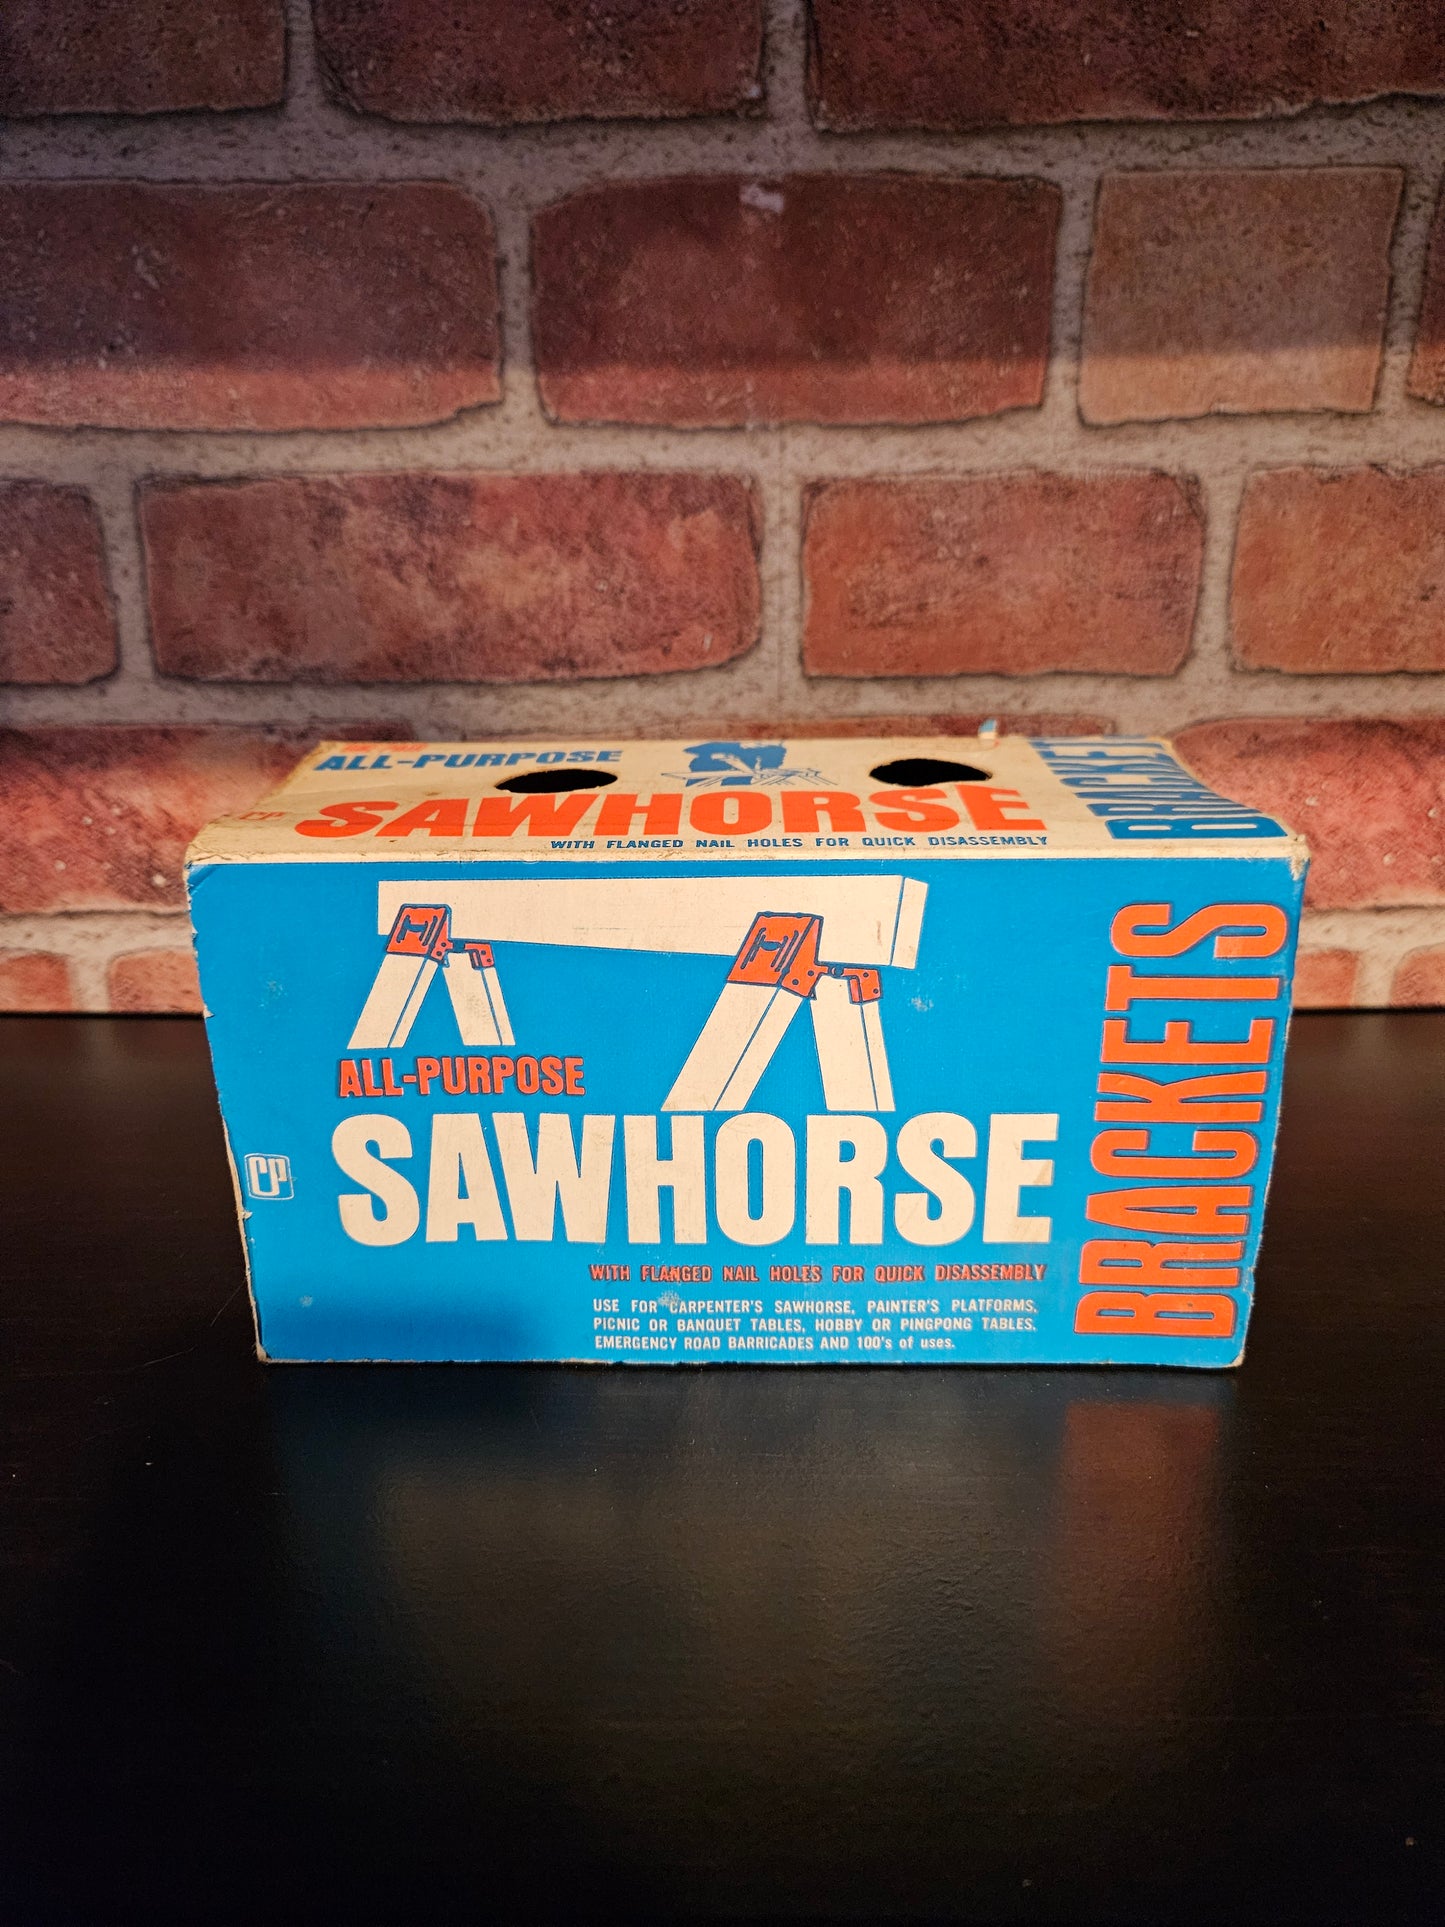 ALL-PURPOSE
SAWHORSE
WITH FLANGED NAIL HOLES FOR QUICK DISASSEMBLY
BRACKETS
ALL-PURPOSE
SAWHORSE
BRACKETS
CP
WITH FLANGED NAIL HOLES FOR QUICK DISASSEMBLY
USE FOR CARPENTER'S SAWHORSE, PAINTER'S PLATFORMS,
PICNIC OR BANQUET TABLES, HOBBY OR PINGPONG TABLES.
EMERGENCY ROAD BARRICADES AND 100's of uses.